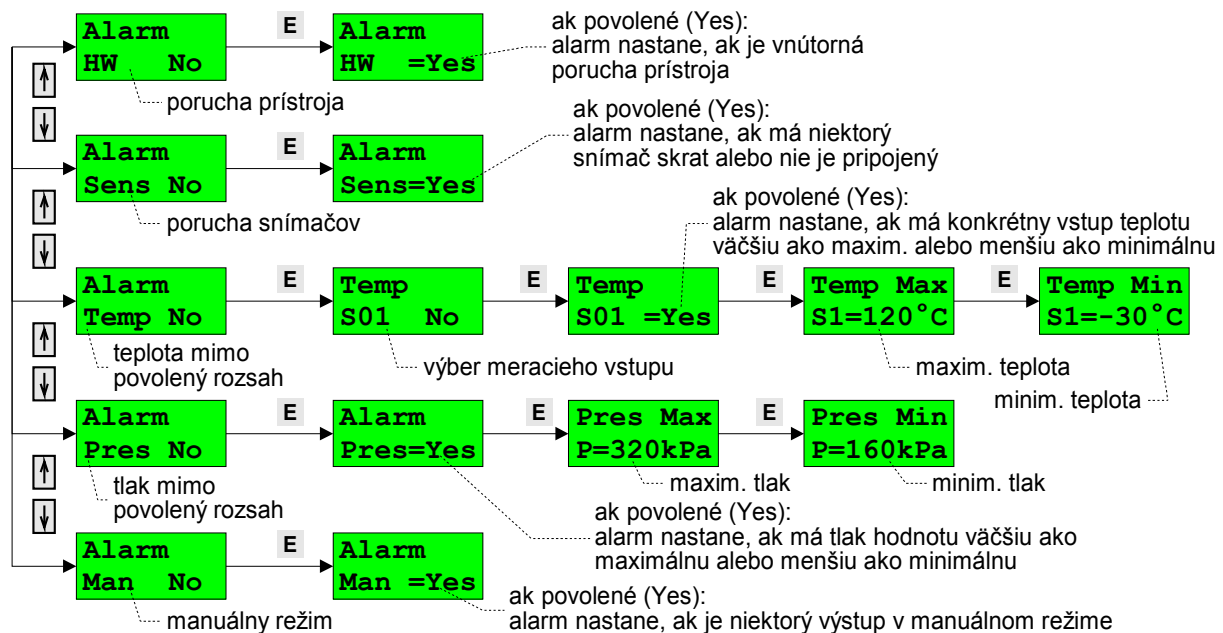 Alarm
HW No
E
Alarm
HW =Yes
ak povolené (Yes):
alarm nastane, ak je vnútorná
porucha prístroja
porucha prístroja
Alarm
Sens No
E
Alarm
Sens=Yes
ak povolené (Yes):
alarm nastane, ak má niektorý
snímač skrat alebo nie je pripojený
porucha snímačov
ak povolené (Yes):
alarm nastane, ak má konkrétny vstup teplotu
väčšiu ako maxim. alebo menšiu ako minimálnu
Alarm
Temp No
E
Temp
S01 No
E
Temp
S01 =Yes
E
Temp Max
S1=120°C
E
Temp Min
S1=-30°C
teplota mimo
povolený rozsah
výber meracieho vstupu
maxim. teplota
minim. teplota
Alarm
Pres No
E
Alarm
Pres=Yes
E
Pres Max
P=320kPa
E
Pres Min
P=160kPa
tlak mimo
povolený rozsah
maxim. tlak
minim. tlak
ak povolené (Yes):
alarm nastane, ak má tlak hodnotu väčšiu ako
maximálnu alebo menšiu ako minimálnu
Alarm
Man No
E
Alarm
Man =Yes
manuálny režim
ak povolené (Yes):
alarm nastane, ak je niektorý výstup v manuálnom režime